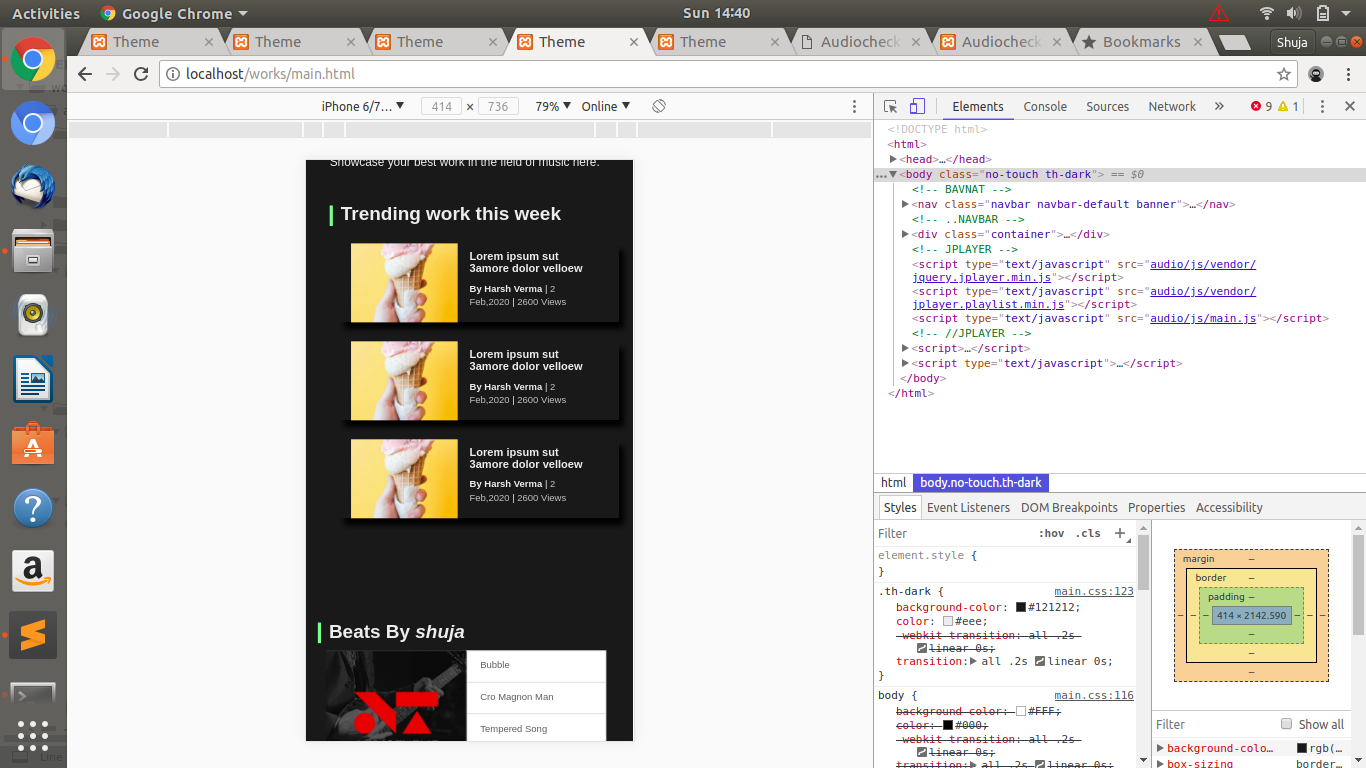 Activities
Google Chrome
Sun 14:40
Theme
Theme
Theme
Theme
Theme
Audiocheck
Audiocheck
Bookmarks
Shuja
localhost/works/main.html
iPhone 6/7…
414 × 736
79%
Online
Showcase your best work in the field of music here.
Trending work this week
Lorem ipsum sut
3amore dolor velloew
By Harsh Verma | 2
Feb,2020 | 2600 Views
Lorem ipsum sut
3amore dolor velloew
By Harsh Verma | 2
Feb,2020 | 2600 Views
Lorem ipsum sut
3amore dolor velloew
By Harsh Verma | 2
Feb,2020 | 2600 Views
Beats By shuja
Bubble
Cro Magnon Man
Tempered Song
Elements Console Sources Network » 9 1
<!DOCTYPE html>
<html>
<head>…</head>
…<body class="no-touch th-dark"> == $0
<!-- BAVNAT -->
<nav class="navbar navbar-default banner">…</nav>
<!-- ..NAVBAR -->
<div class="container">…</div>
<!-- JPLAYER -->
<script type="text/javascript" src="audio/js/vendor/
jquery.jplayer.min.js"></script>
<script type="text/javascript" src="audio/js/vendor/
jplayer.playlist.min.js"></script>
<script type="text/javascript" src="audio/js/main.js"></script>
<!-- //JPLAYER -->
<script>…</script>
<script type="text/javascript">…</script>
</body>
</html>
html body.no-touch.th-dark
Styles Event Listeners DOM Breakpoints Properties Accessibility
Filter :hov .cls +
element.style {
}
.th-dark { main.css:123
background-color: #121212;
color: #eee;
-webkit-transition: all .2s
linear 0s;
transition: all .2s linear 0s;
}
body { main.css:116
background-color: #FFF;
color: #000;
-webkit-transition: all .2s
linear 0s;
transition: all .2s linear 0s;
margin –
border –
padding –
– – – 414 × 2142.590 – – –
–
–
–
Filter Show all
background-colo… rgb(…
box-sizing border…